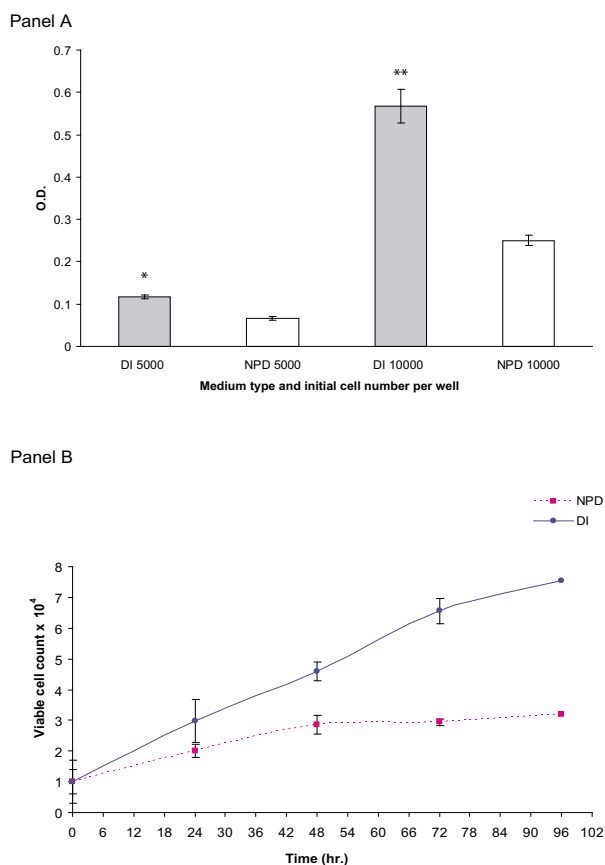 Panel A
0.7
0.6
0.5
0.4
0.3
0.2
0.1
0
O.D.
*
**
DI 5000 NPD 5000 DI 10000 NPD 10000
Medium type and initial cell number per well
Panel B
NPD
DI
8
7
6
5
4
3
2
1
0
Viable cell count x 10⁴
0 6 12 18 24 30 36 42 48 54 60 66 72 78 84 90 96 102
Time (hr.)